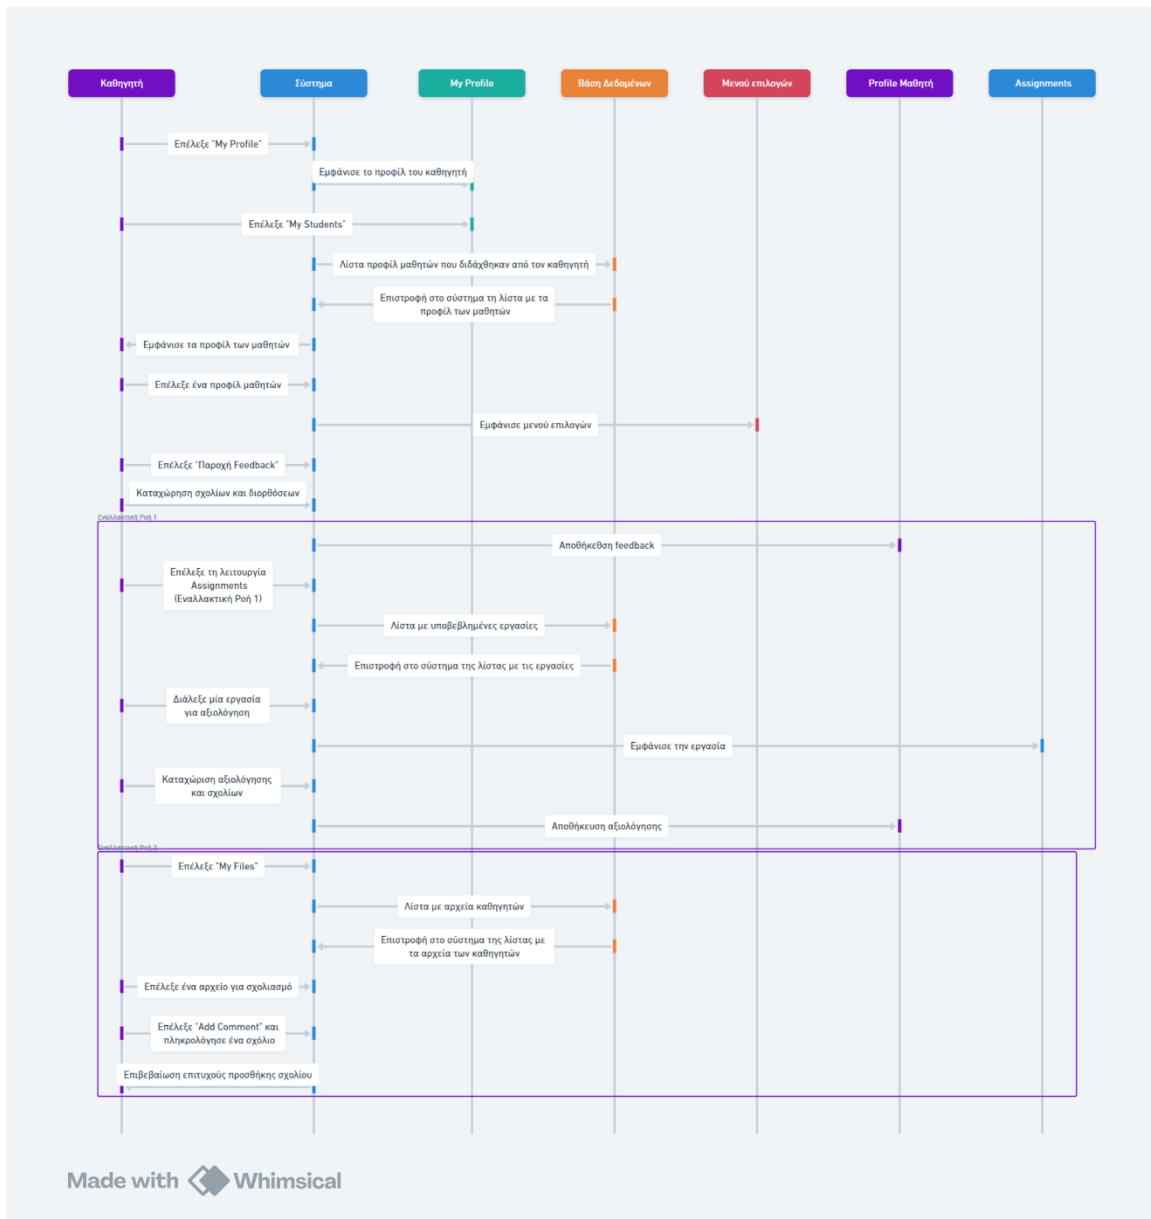 Καθηγητή
Σύστημα
My Profile
Βάση Δεδομένων
Μενού επιλογών
Profile Μαθητή
Assignments
Επέλεξε "My Profile"
Εμφάνισε το προφίλ του καθηγητή
Επέλεξε "My Students"
Λίστα προφίλ μαθητών που διδάχθηκαν από τον καθηγητή
Επιστροφή στο σύστημα τη λίστα με τα
προφίλ των μαθητών
Εμφάνισε τα προφίλ των μαθητών
Επέλεξε ένα προφίλ μαθητών
Εμφάνισε μενού επιλογών
Επέλεξε "Παροχή Feedback"
Καταχώρηση σχολίων και διορθόσεων
Εναλλακτική Ροή 1
Αποθήκεθση feedback
Επέλεξε τη λειτουργία
Assignments
(Εναλλακτική Ροή 1)
Λίστα με υποβεβλημένες εργασίες
Επιστροφή στο σύστημα της λίστας με τις εργασίες
Διάλεξε μία εργασία
για αξιολόγηση
Εμφάνισε την εργασία
Καταχώριση αξιολόγησης
και σχολίων
Αποθήκευση αξιολόγησης
Εναλλακτική Ροή 2
Επέλεξε "My Files"
Λίστα με αρχεία καθηγητών
Επιστροφή στο σύστημα της λίστας με
τα αρχεία των καθηγητών
Επέλεξε ένα αρχείο για σχολιασμό
Επέλεξε "Add Comment" και
πληκρολόγησε ένα σχόλιο
Επιβεβαίωση επιτυχούς προσθήκης σχολίου
Made with Whimsical